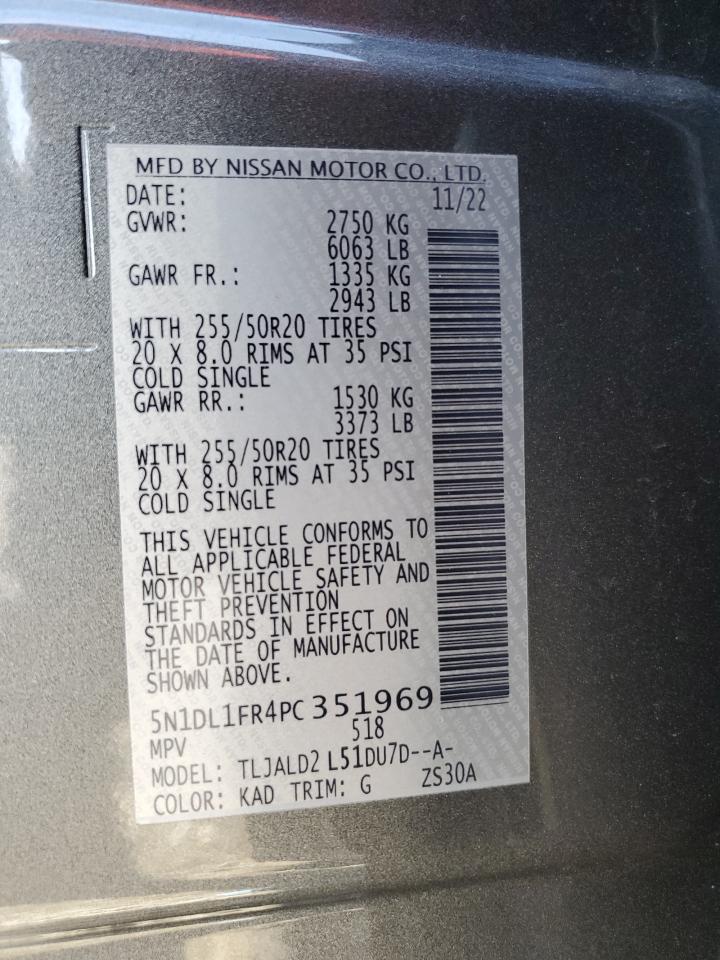 MFD BY NISSAN MOTOR CO., LTD.
DATE: 11/22
GVWR: 2750 KG
6063 LB
GAWR FR.: 1335 KG
2943 LB
WITH 255/50R20 TIRES
20 X 8.0 RIMS AT 35 PSI
COLD SINGLE
GAWR RR.: 1530 KG
3373 LB
WITH 255/50R20 TIRES
20 X 8.0 RIMS AT 35 PSI
COLD SINGLE
THIS VEHICLE CONFORMS TO
ALL APPLICABLE FEDERAL
MOTOR VEHICLE SAFETY AND
THEFT PREVENTION
STANDARDS IN EFFECT ON
THE DATE OF MANUFACTURE
SHOWN ABOVE.
5N1DL1FR4PC351969
MPV 518
MODEL: TLJALD2 L51DU7D--A-
COLOR: KAD TRIM: G ZS30A